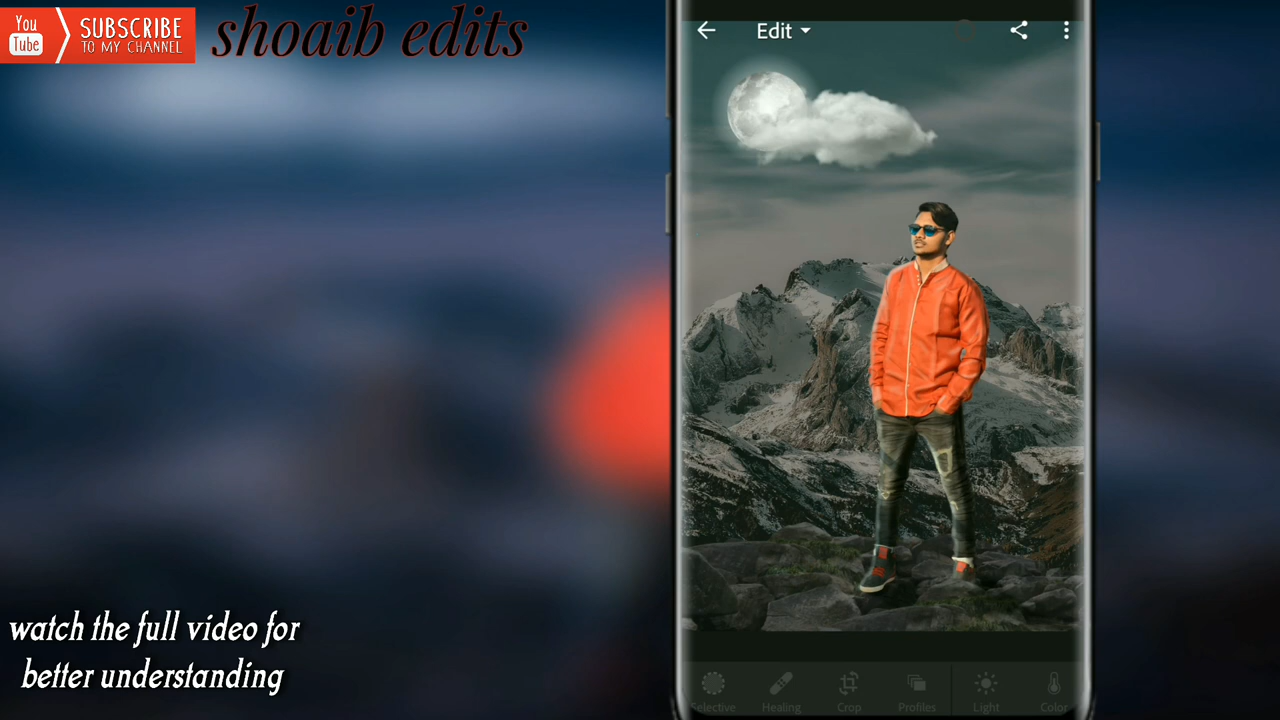 You
Tube
SUBSCRIBE
TO MY CHANNEL
shoaib edits
Edit
watch the full video for
better understanding
Selective
Healing
Crop
Profiles
Light
Color